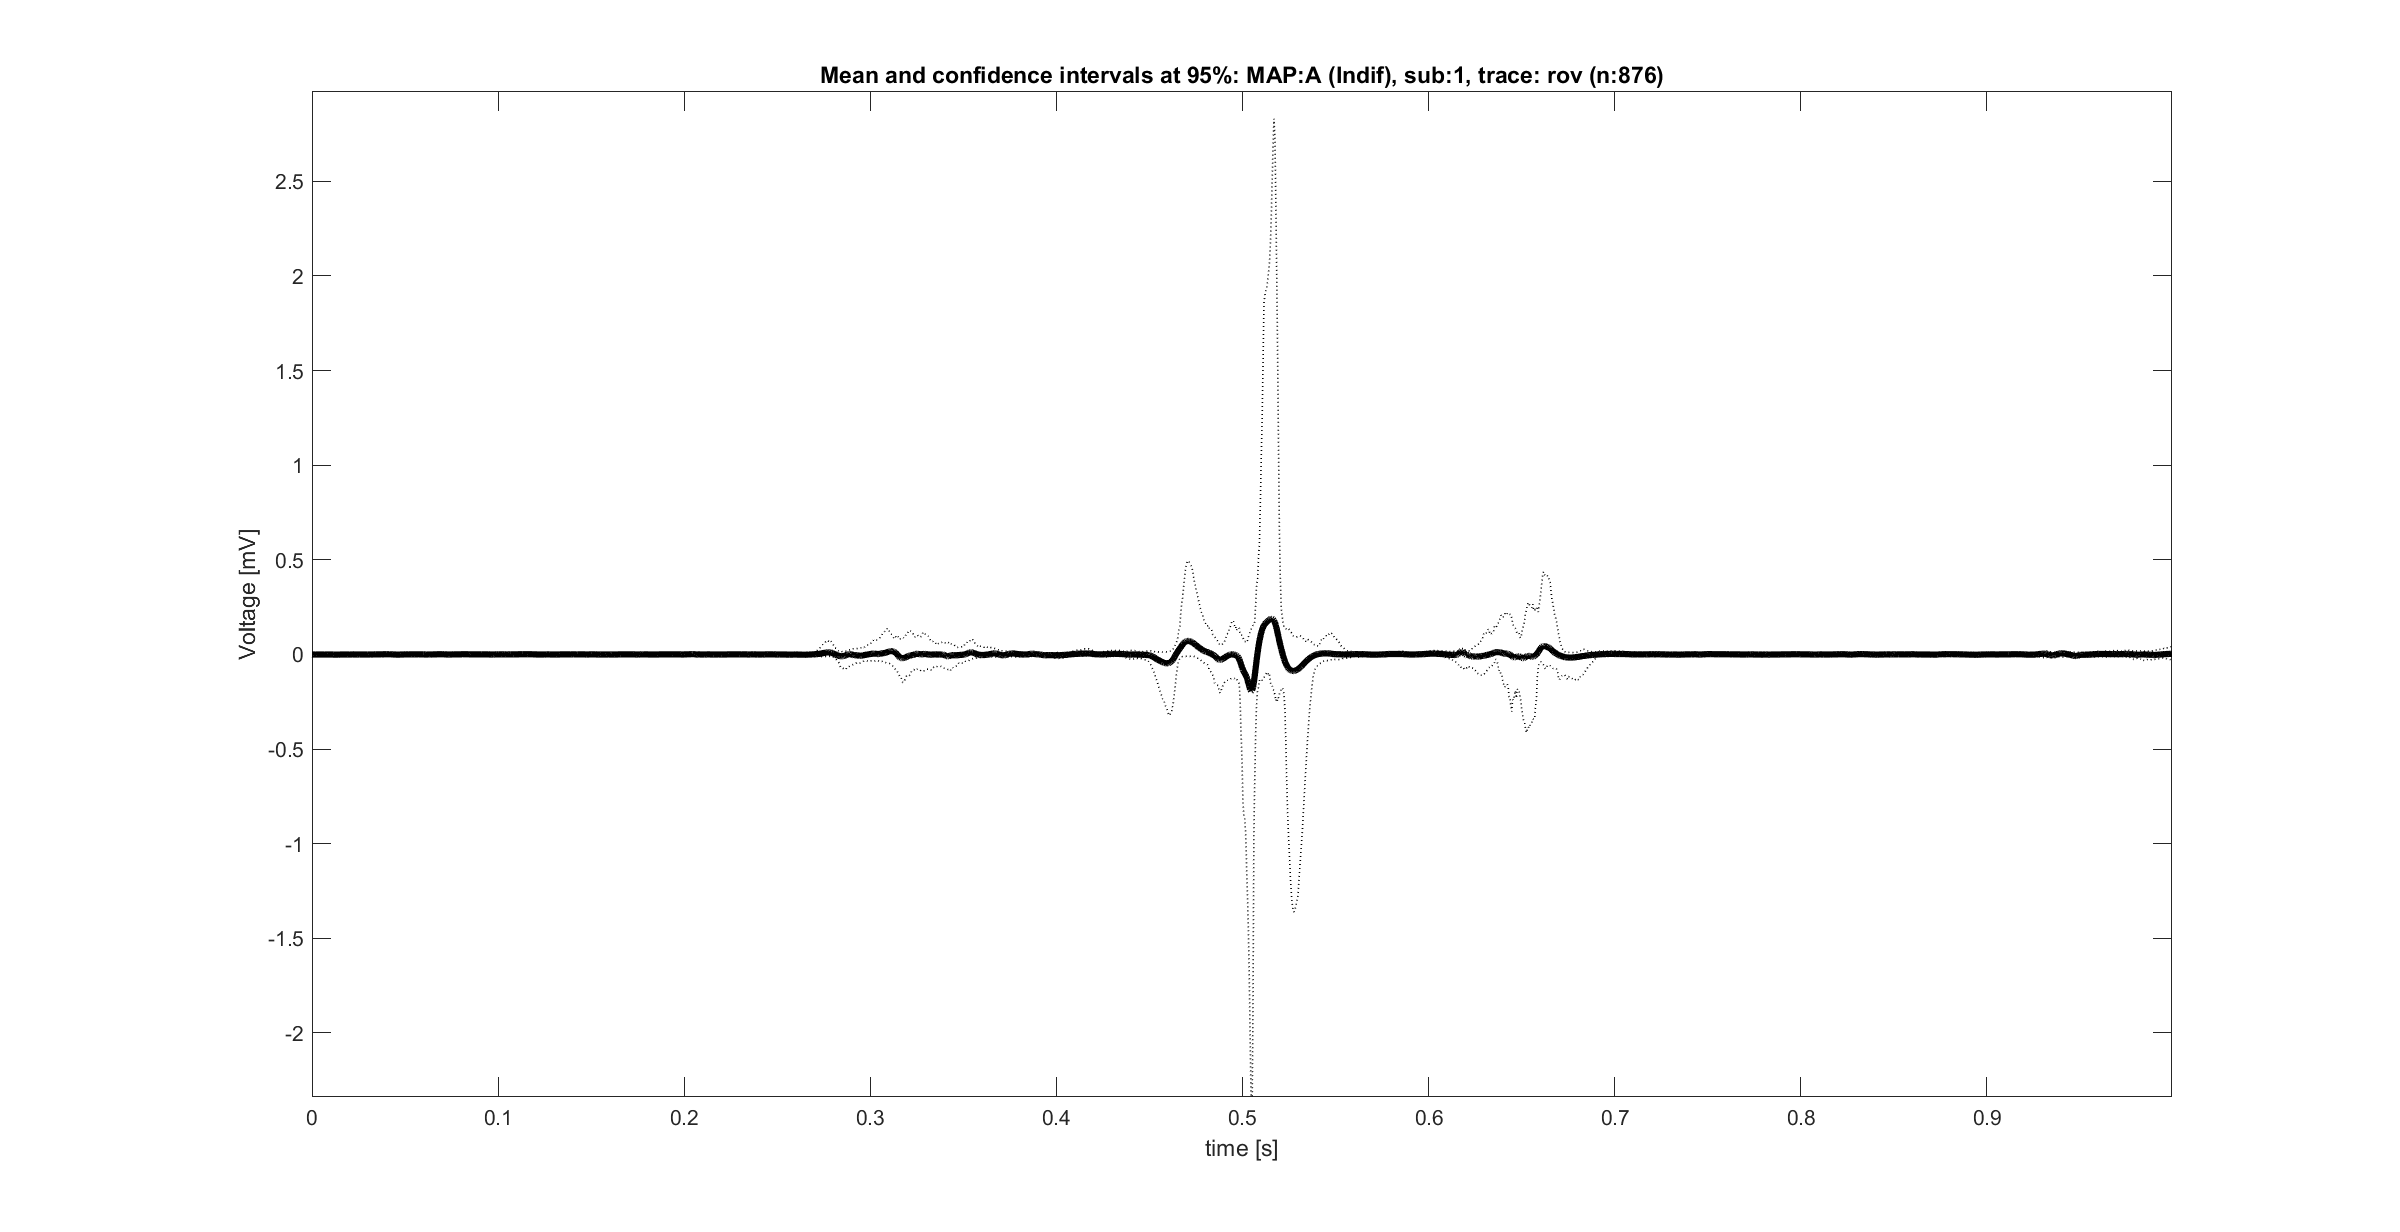 Mean and confidence intervals at 95%: MAP:A (Indif), sub:1, trace: rov (n:876)
2.5
2
1.5
1
0.5
0
-0.5
-1
-1.5
-2
Voltage [mV]
0 0.1 0.2 0.3 0.4 0.5 0.6 0.7 0.8 0.9
time [s]